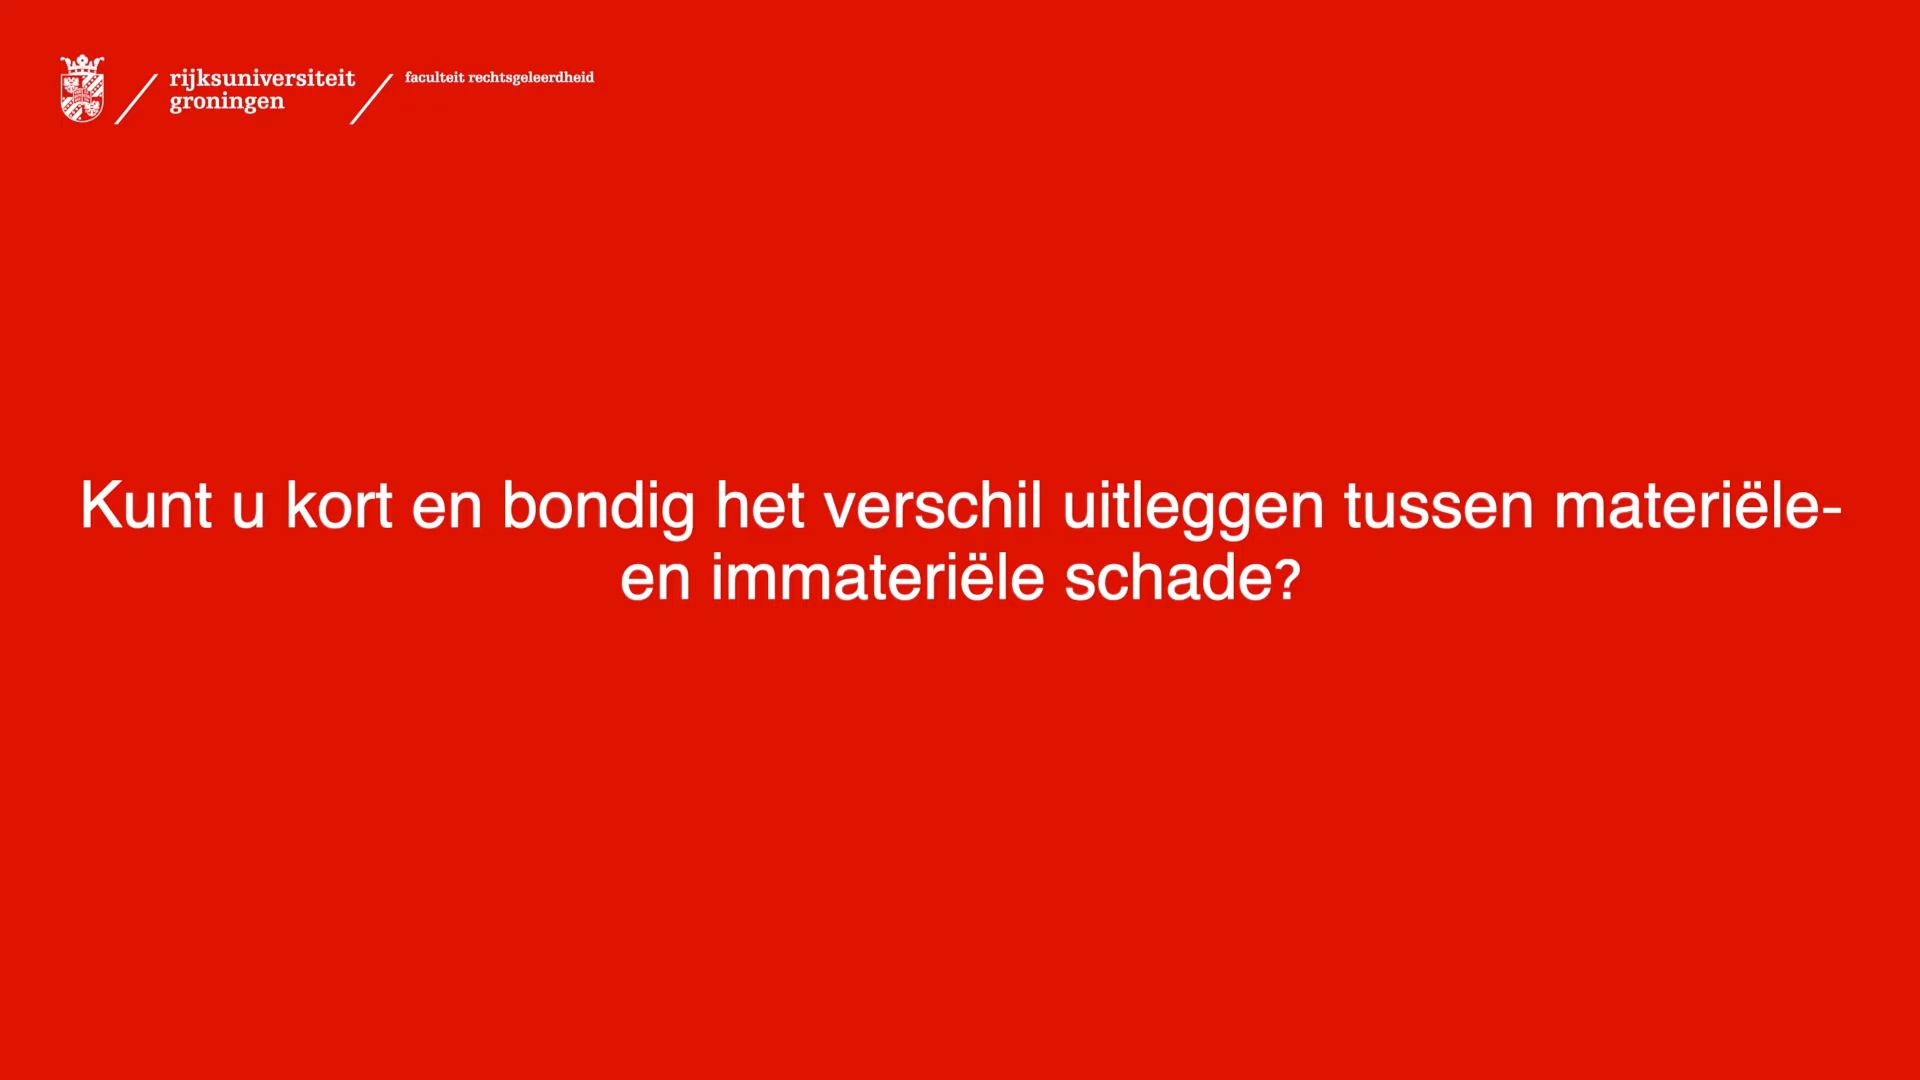 rijksuniversiteit
groningen
faculteit rechtsgeleerdheid
Kunt u kort en bondig het verschil uitleggen tussen materiële-
en immateriële schade?